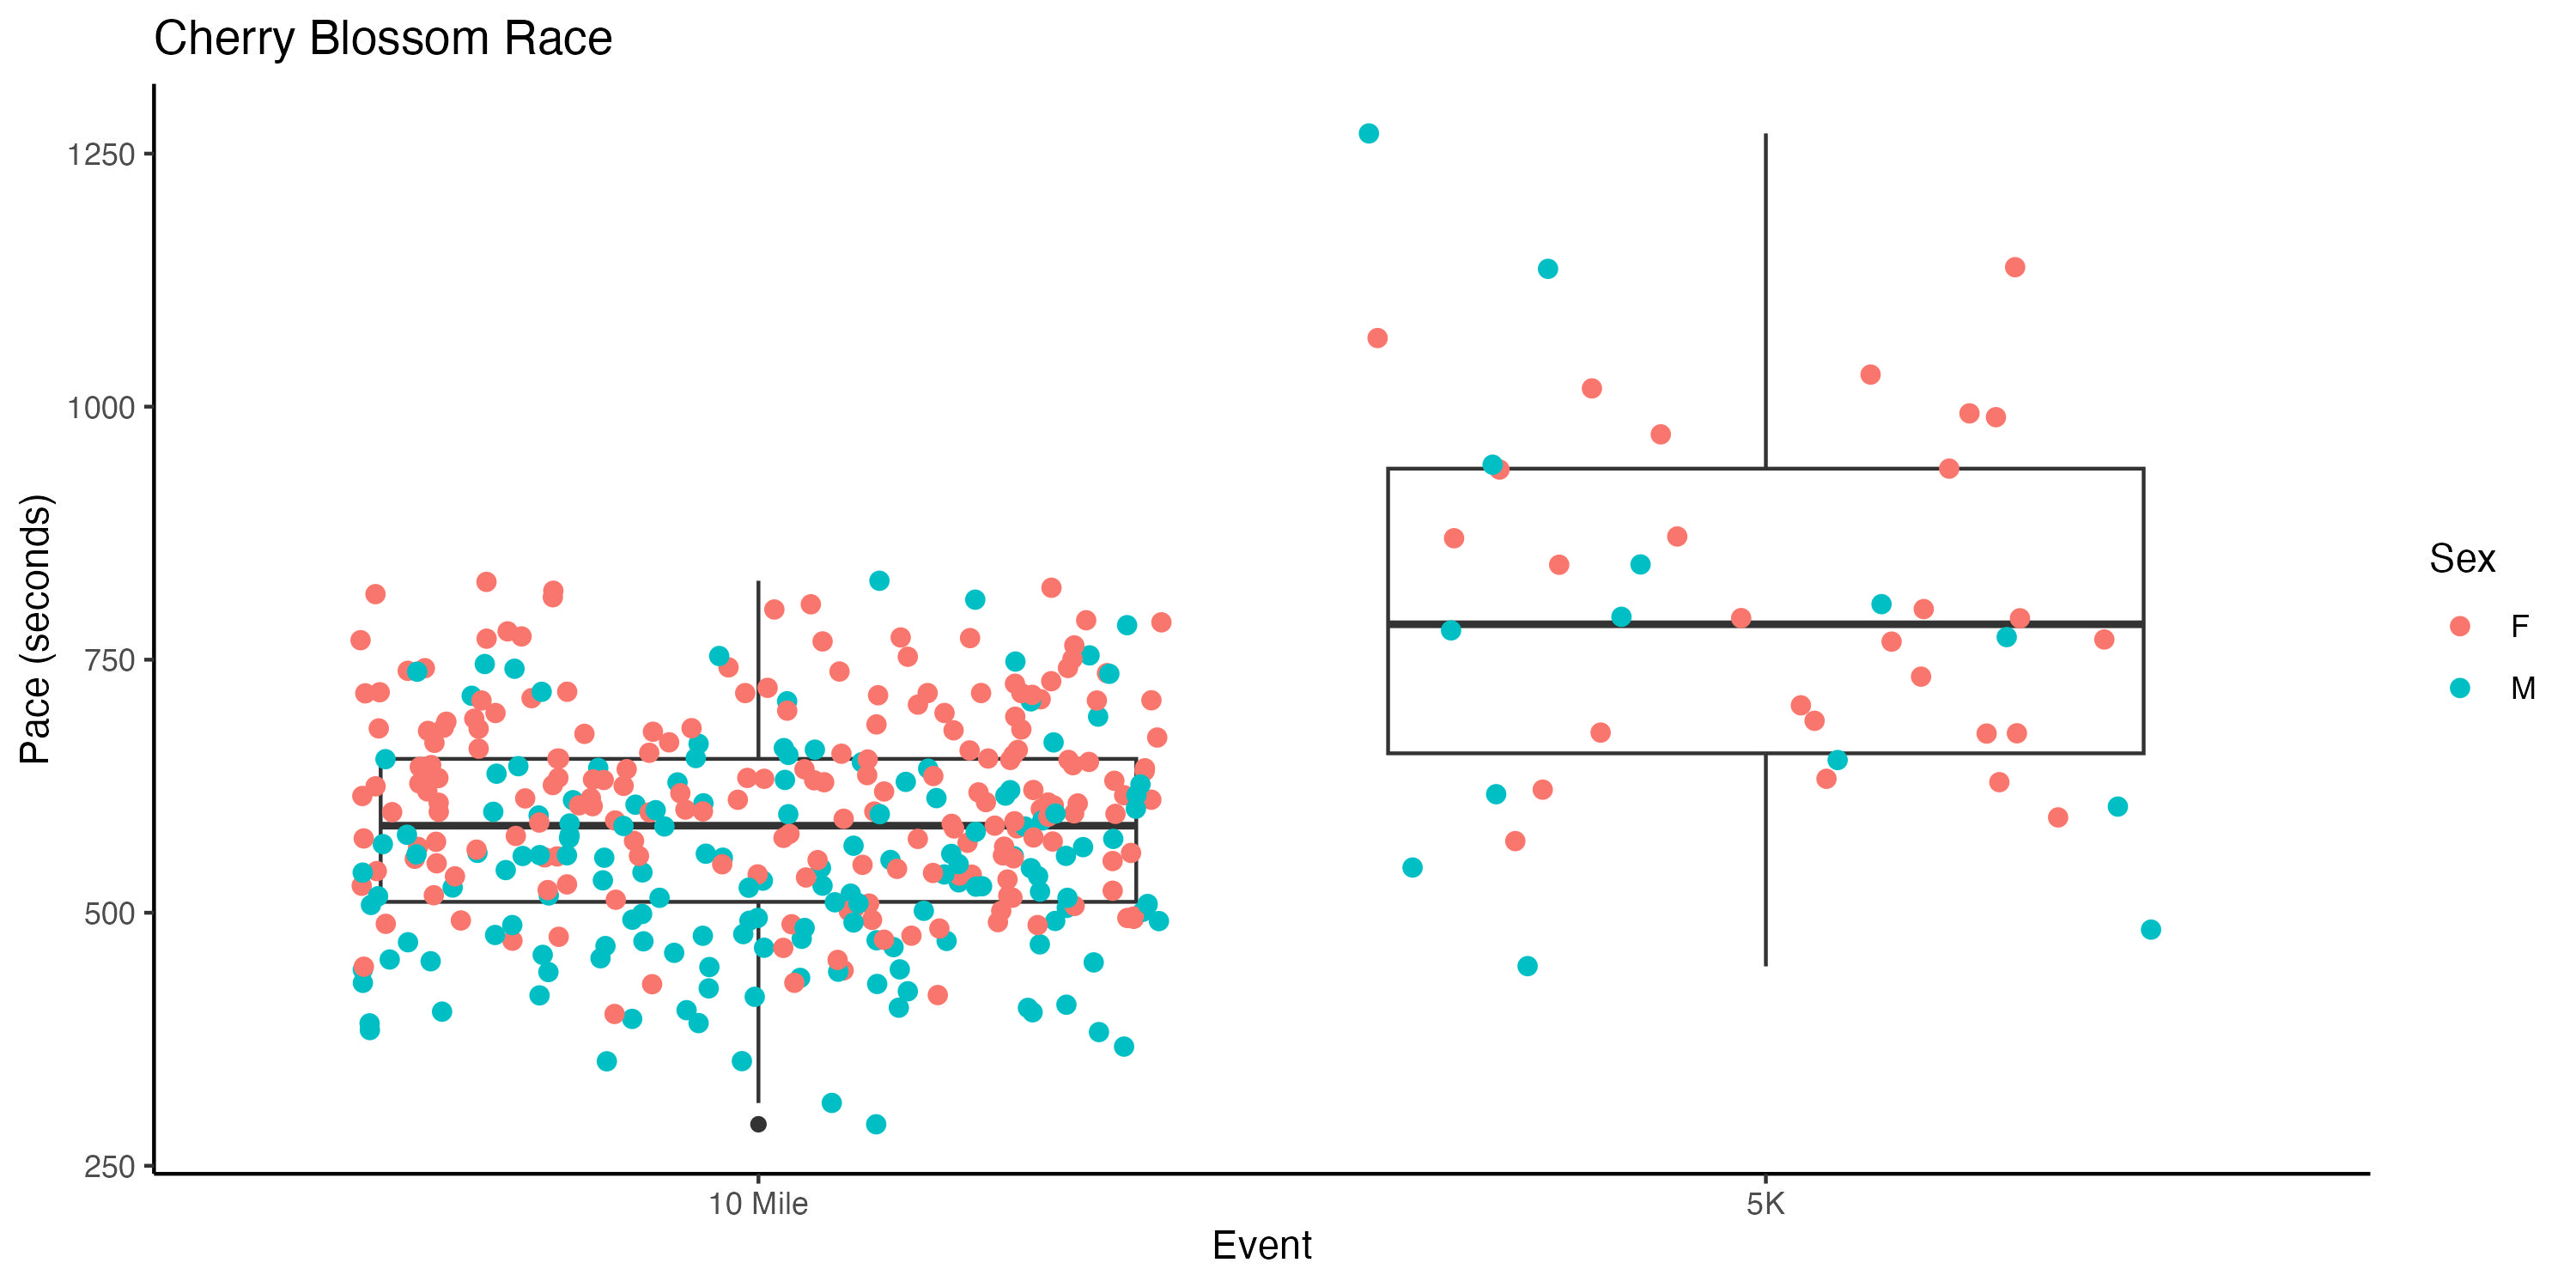 Cherry Blossom Race
1250
1000
750
500
250
Pace (seconds)
10 Mile
5K
Event
Sex
F
M